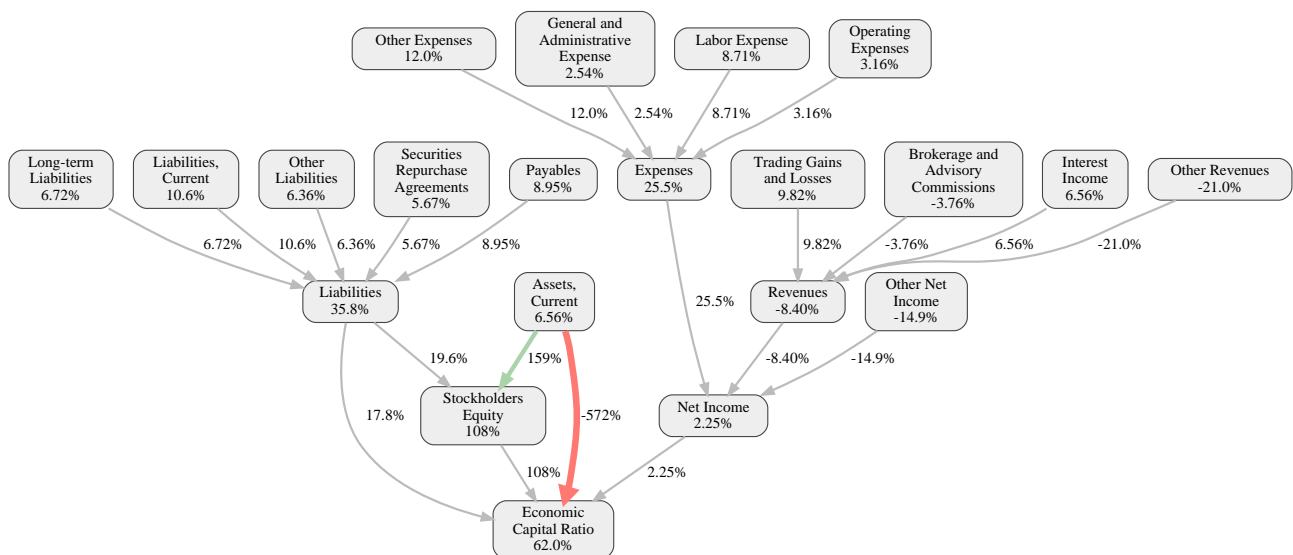 Other Expenses
12.0%
General and
Administrative
Expense
2.54%
Labor Expense
8.71%
Operating
Expenses
3.16%
12.0%
2.54%
8.71%
3.16%
Long-term
Liabilities
6.72%
Liabilities,
Current
10.6%
Other
Liabilities
6.36%
Securities
Repurchase
Agreements
5.67%
Payables
8.95%
Expenses
25.5%
Trading Gains
and Losses
9.82%
Brokerage and
Advisory
Commissions
-3.76%
Interest
Income
6.56%
Other Revenues
-21.0%
6.72%
10.6%
6.36%
5.67%
8.95%
9.82%
-3.76%
6.56%
-21.0%
Liabilities
35.8%
Assets,
Current
6.56%
25.5%
Revenues
-8.40%
Other Net
Income
-14.9%
19.6%
159%
-8.40%
-14.9%
17.8%
Stockholders
Equity
108%
-572%
Net Income
2.25%
108%
2.25%
Economic
Capital Ratio
62.0%